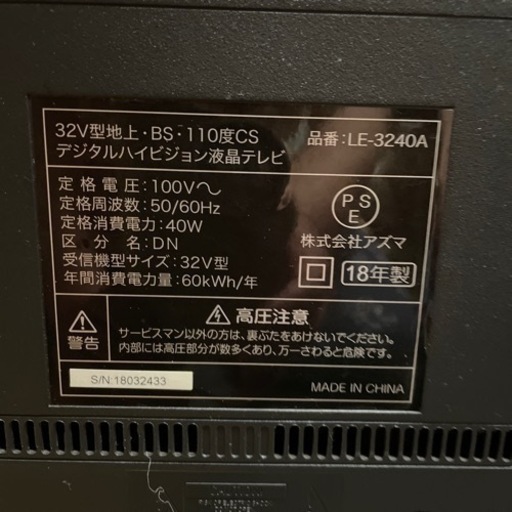 32V型地上・BS・110度CS 品番:LE-3240A
デジタルハイビジョン液晶テレビ
定格電圧:100V〜
定格周波数:50/60Hz
定格消費電力:40W
区分名:DN
受信機型サイズ:32V型
年間消費電力量:60kWh/年
PSE
株式会社アズマ
18年製
高圧注意
警告
サービスマン以外の方は、裏ぶたをあけないでください。
内部には高圧部分が数多くあり、万一さわると危険です。
S/N:18032433
MADE IN CHINA